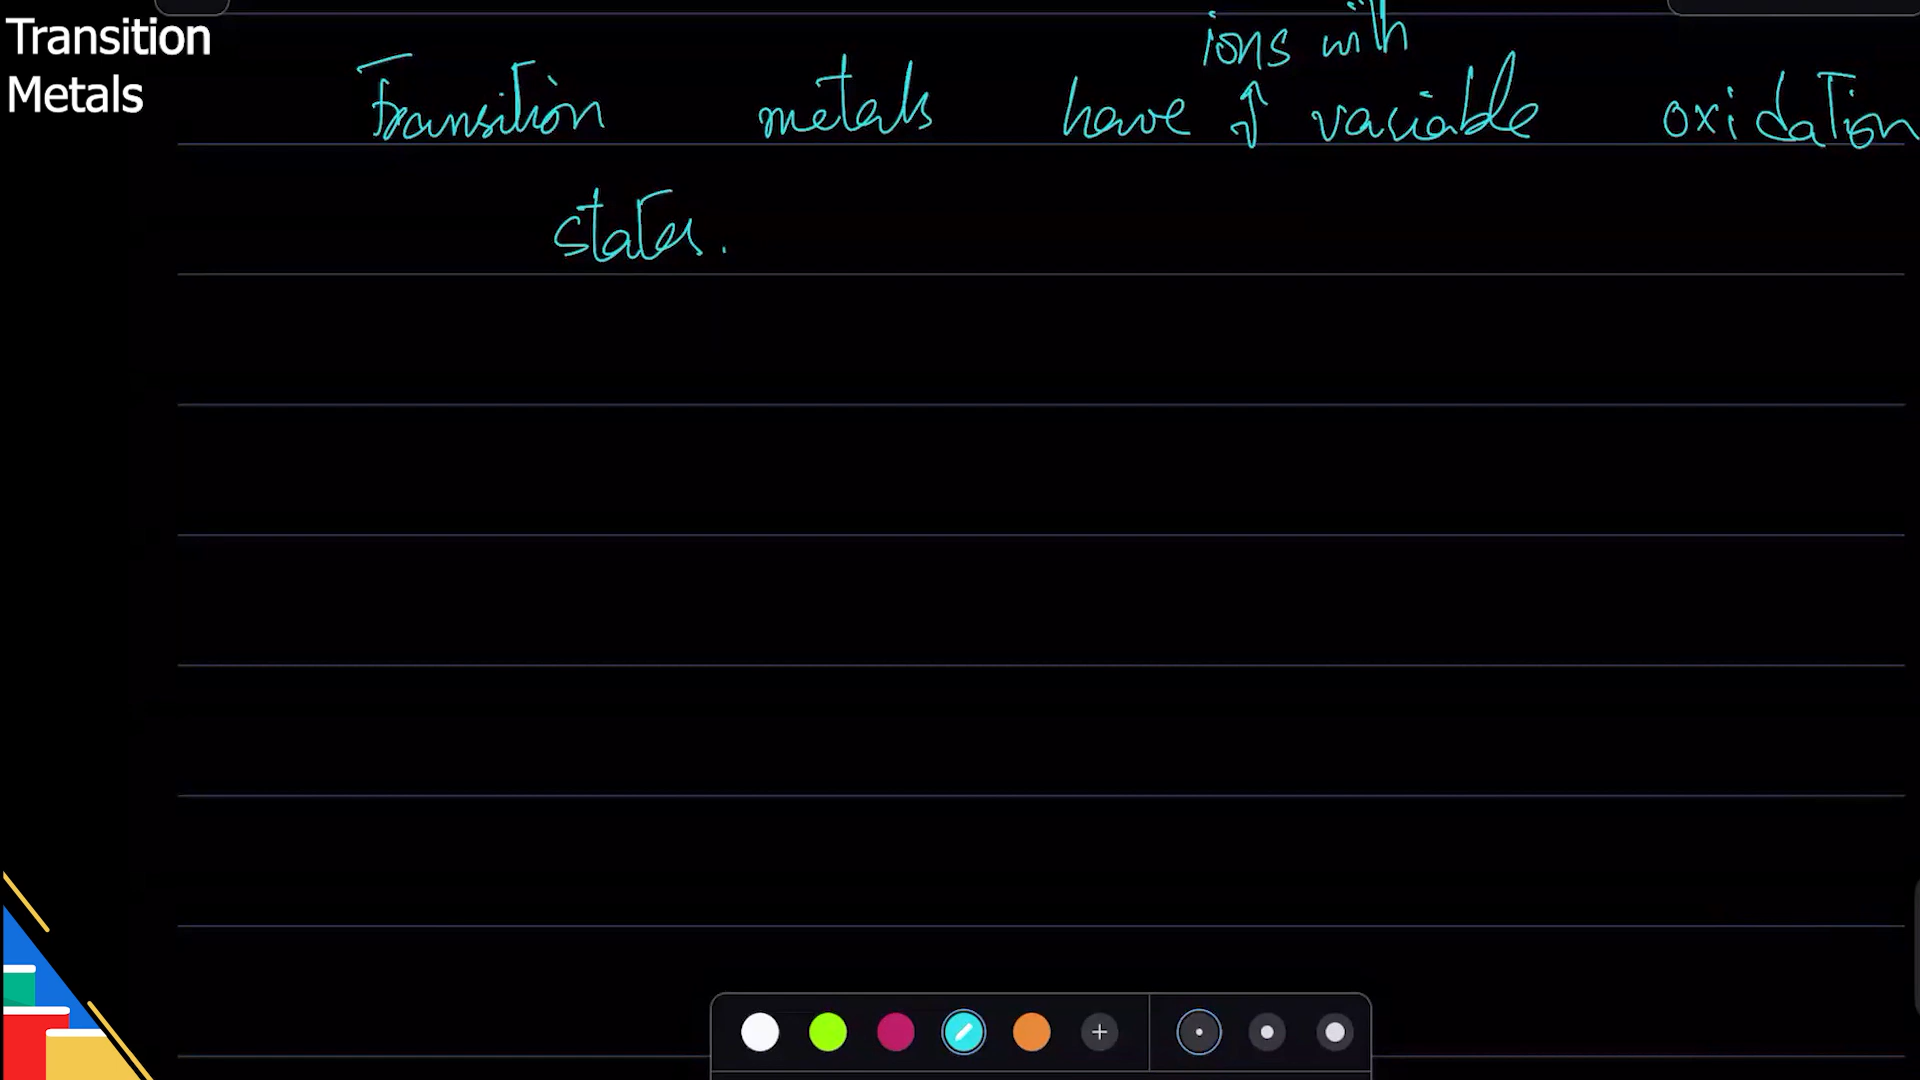 Transition
Metals
ions with
Transition metals have variable oxidation
states.